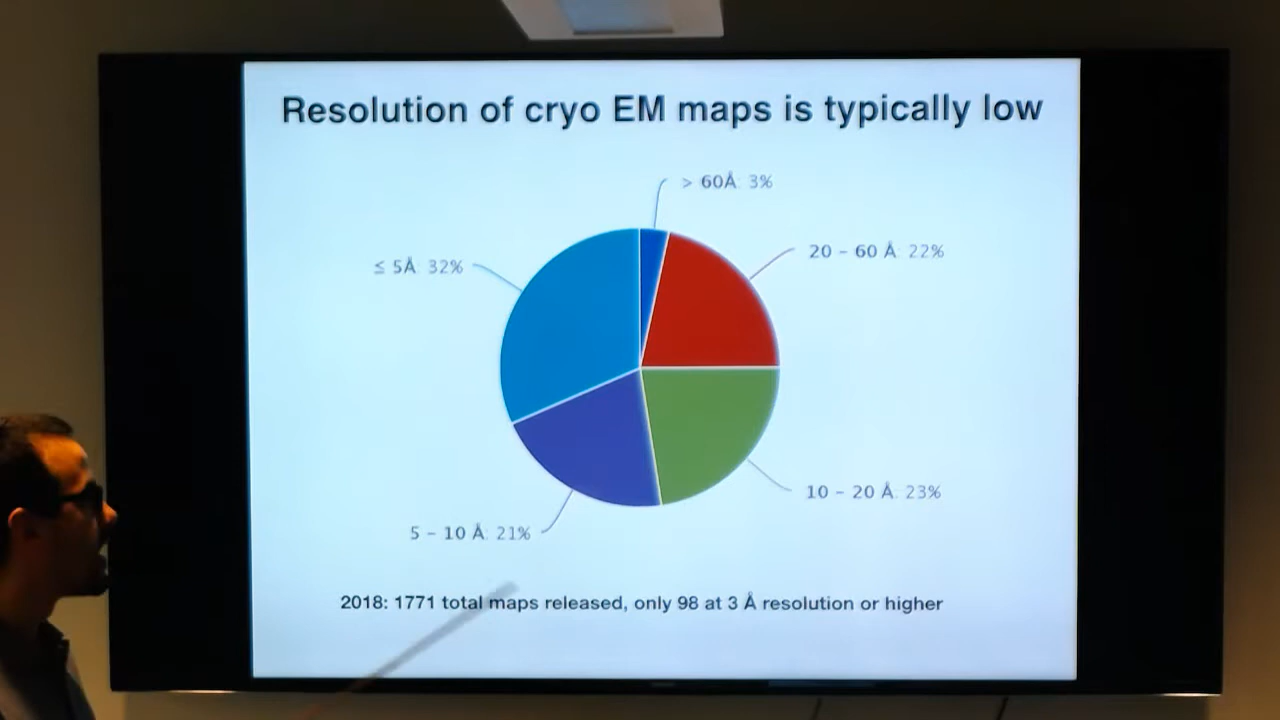 Resolution of cryo EM maps is typically low
> 60Å: 3%
20 – 60 Å: 22%
≤ 5Å: 32%
10 – 20 Å: 23%
5 – 10 Å: 21%
2018: 1771 total maps released, only 98 at 3 Å resolution or higher